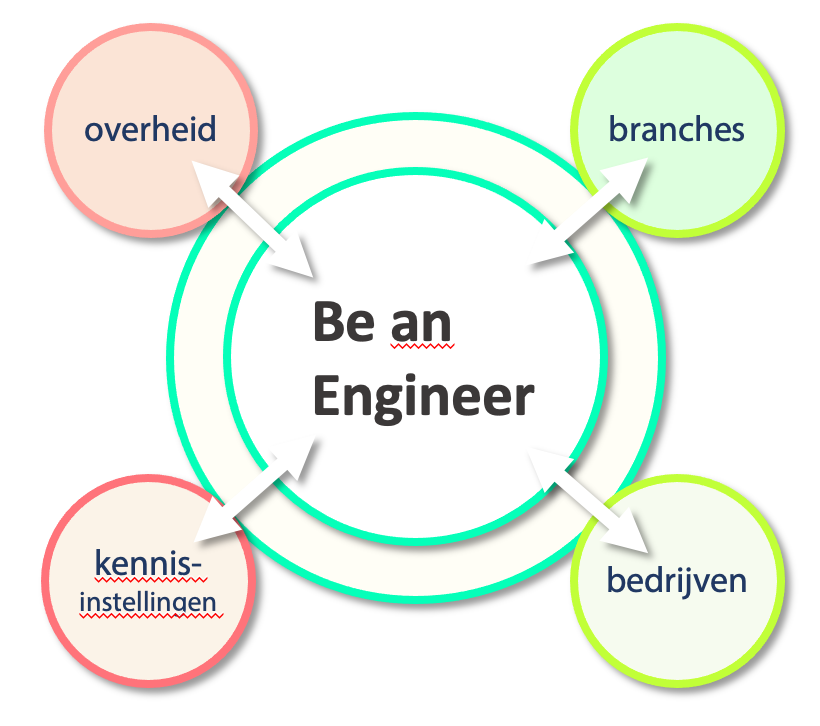 overheid
branches
Be an
Engineer
kennis-
instellingen
bedrijven